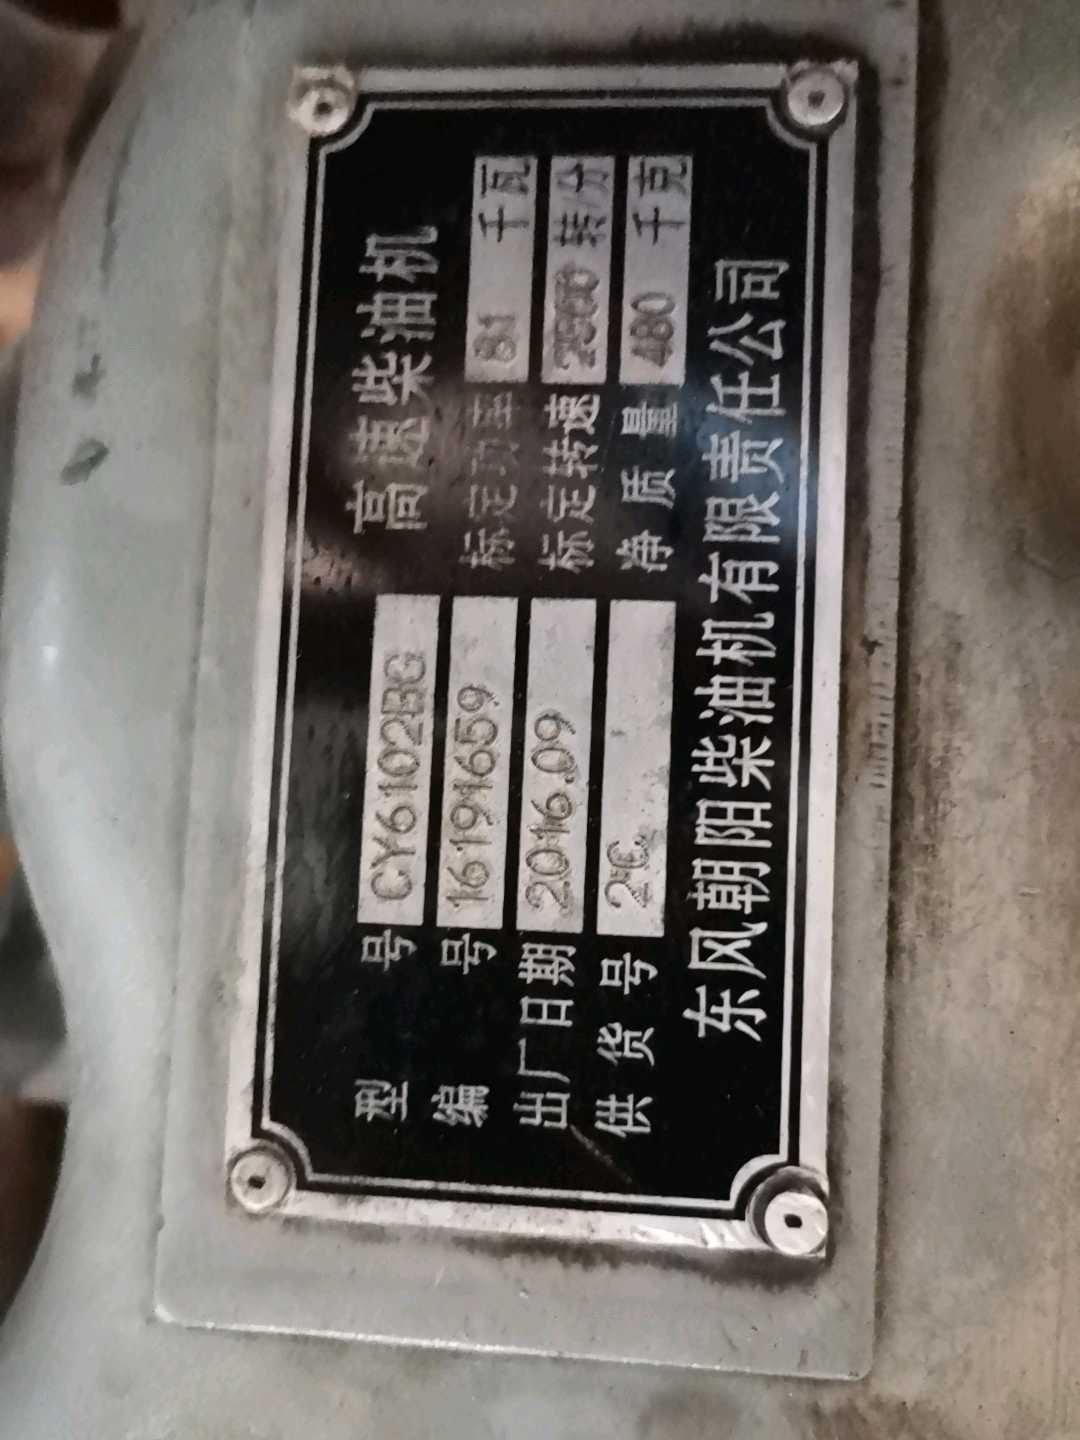 高速柴油机
型号 CY6102BG 标定功率 81 千瓦
编号 16191659 标定转速 2500 转/分
出厂日期 2016.09 净质量 480 千克
供货号 2C
东风朝阳柴油机有限责任公司